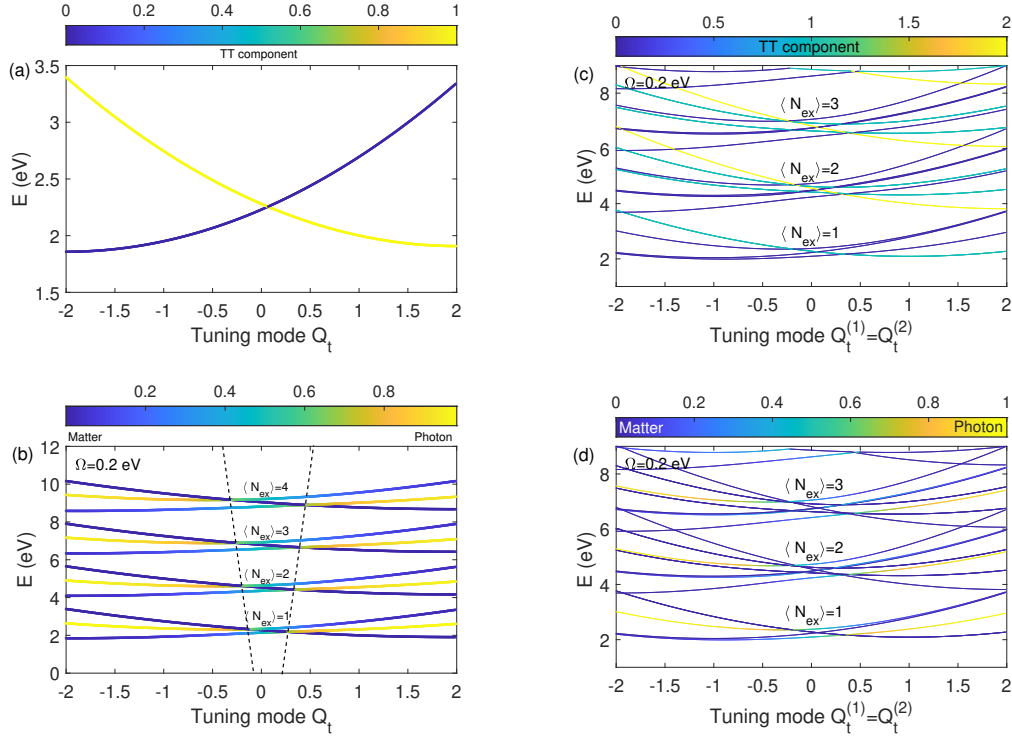 0 0.2 0.4 0.6 0.8 1
TT component
(a)
3.5
3
2.5
2
1.5
E (eV)
-2 -1.5 -1 -0.5 0 0.5 1 1.5 2
Tuning mode Q_t
0 0.5 1 1.5 2
TT component
(c)
Ω=0.2 eV
⟨ N_ex⟩=3
⟨ N_ex⟩=2
⟨ N_ex⟩=1
8
6
4
2
E (eV)
-2 -1.5 -1 -0.5 0 0.5 1 1.5 2
Tuning mode Q_t^(1)=Q_t^(2)
0.2 0.4 0.6 0.8
Matter Photon
(b)
Ω=0.2 eV
⟨ N_ex⟩=4
⟨ N_ex⟩=3
⟨ N_ex⟩=2
⟨ N_ex⟩=1
12
10
8
6
4
2
0
E (eV)
-2 -1.5 -1 -0.5 0 0.5 1 1.5 2
Tuning mode Q_t
0 0.2 0.4 0.6 0.8 1
Matter Photon
(d)
Ω=0.2 eV
⟨ N_ex⟩=3
⟨ N_ex⟩=2
⟨ N_ex⟩=1
8
6
4
2
E (eV)
-2 -1.5 -1 -0.5 0 0.5 1 1.5 2
Tuning mode Q_t^(1)=Q_t^(2)